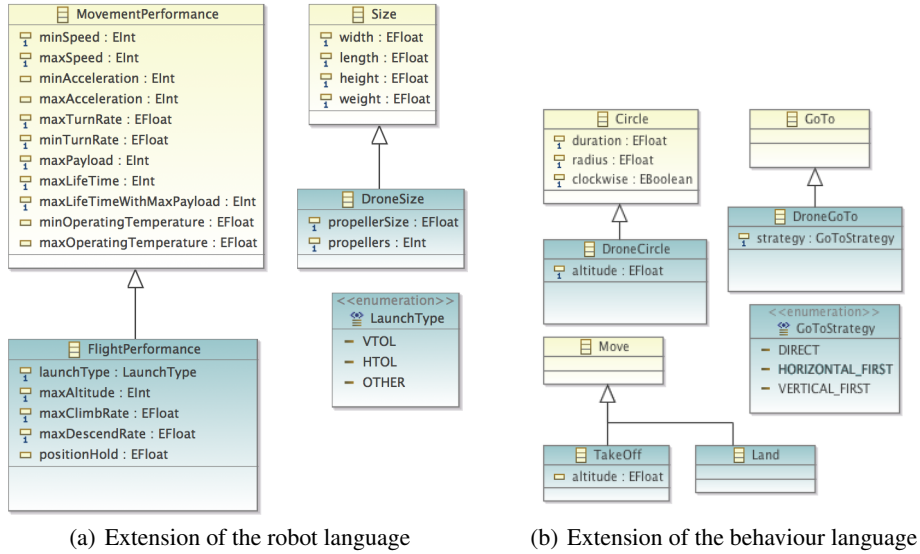 MovementPerformance
minSpeed : EInt
maxSpeed : EInt
minAcceleration : EInt
maxAcceleration : EInt
maxTurnRate : EFloat
minTurnRate : EFloat
maxPayload : EInt
maxLifeTime : EInt
maxLifeTimeWithMaxPayload : EInt
minOperatingTemperature : EFloat
maxOperatingTemperature : EFloat
FlightPerformance
launchType : LaunchType
maxAltitude : EInt
maxClimbRate : EFloat
maxDescendRate : EFloat
positionHold : EFloat
Size
width : EFloat
length : EFloat
height : EFloat
weight : EFloat
DroneSize
propellerSize : EFloat
propellers : EInt
<<enumeration>>
LaunchType
VTOL
HTOL
OTHER
(a) Extension of the robot language
Circle
duration : EFloat
radius : EFloat
clockwise : EBoolean
DroneCircle
altitude : EFloat
GoTo
DroneGoTo
strategy : GoToStrategy
<<enumeration>>
GoToStrategy
DIRECT
HORIZONTAL_FIRST
VERTICAL_FIRST
Move
TakeOff
altitude : EFloat
Land
(b) Extension of the behaviour language